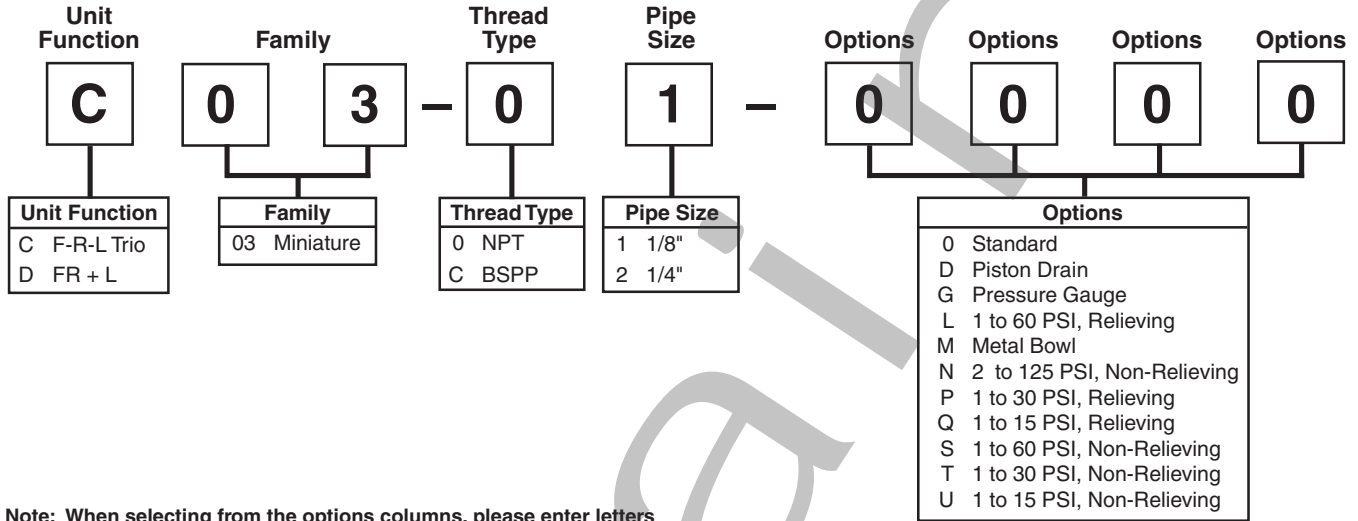 Unit Function
Family
Thread Type
Pipe Size
Options
Options
Options
Options
C 0 3 – 0 1 – 0 0 0 0
Unit Function
C F-R-L Trio
D FR + L
Family
03 Miniature
Thread Type
0 NPT
C BSPP
Pipe Size
1 1/8"
2 1/4"
Options
0 Standard
D Piston Drain
G Pressure Gauge
L 1 to 60 PSI, Relieving
M Metal Bowl
N 2 to 125 PSI, Non-Relieving
P 1 to 30 PSI, Relieving
Q 1 to 15 PSI, Relieving
S 1 to 60 PSI, Non-Relieving
T 1 to 30 PSI, Non-Relieving
U 1 to 15 PSI, Non-Relieving
Note: When selecting from the options columns, please enter letters